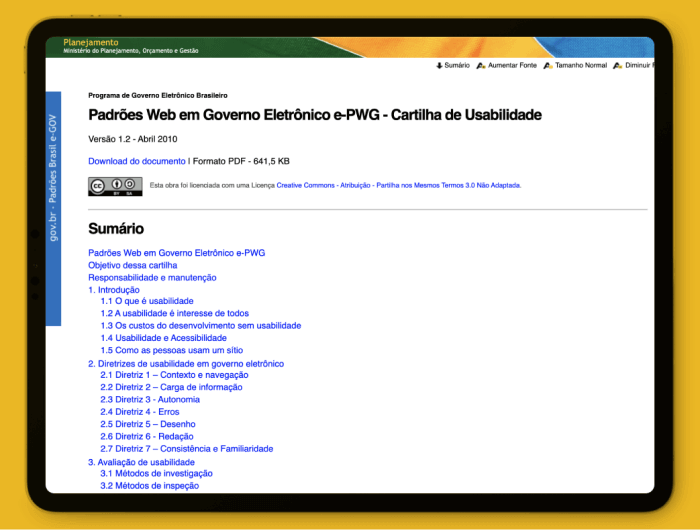 Planejamento
Ministério do Planejamento, Orçamento e Gestão
Sumário Aumentar Fonte Tamanho Normal Diminuir F
gov.br - Padrões Brasil e-GOV
Programa de Governo Eletrônico Brasileiro
Padrões Web em Governo Eletrônico e-PWG - Cartilha de Usabilidade
Versão 1.2 - Abril 2010
Download do documento | Formato PDF - 641,5 KB
cc BY SA Esta obra foi licenciada com uma Licença Creative Commons - Atribuição - Partilha nos Mesmos Termos 3.0 Não Adaptada.
Sumário
Padrões Web em Governo Eletrônico e-PWG
Objetivo dessa cartilha
Responsabilidade e manutenção
1. Introdução
1.1 O que é usabilidade
1.2 A usabilidade é interesse de todos
1.3 Os custos do desenvolvimento sem usabilidade
1.4 Usabilidade e Acessibilidade
1.5 Como as pessoas usam um sítio
2. Diretrizes de usabilidade em governo eletrônico
2.1 Diretriz 1 – Contexto e navegação
2.2 Diretriz 2 – Carga de informação
2.3 Diretriz 3 - Autonomia
2.4 Diretriz 4 - Erros
2.5 Diretriz 5 – Desenho
2.6 Diretriz 6 - Redação
2.7 Diretriz 7 – Consistência e Familiaridade
3. Avaliação de usabilidade
3.1 Métodos de investigação
3.2 Métodos de inspeção